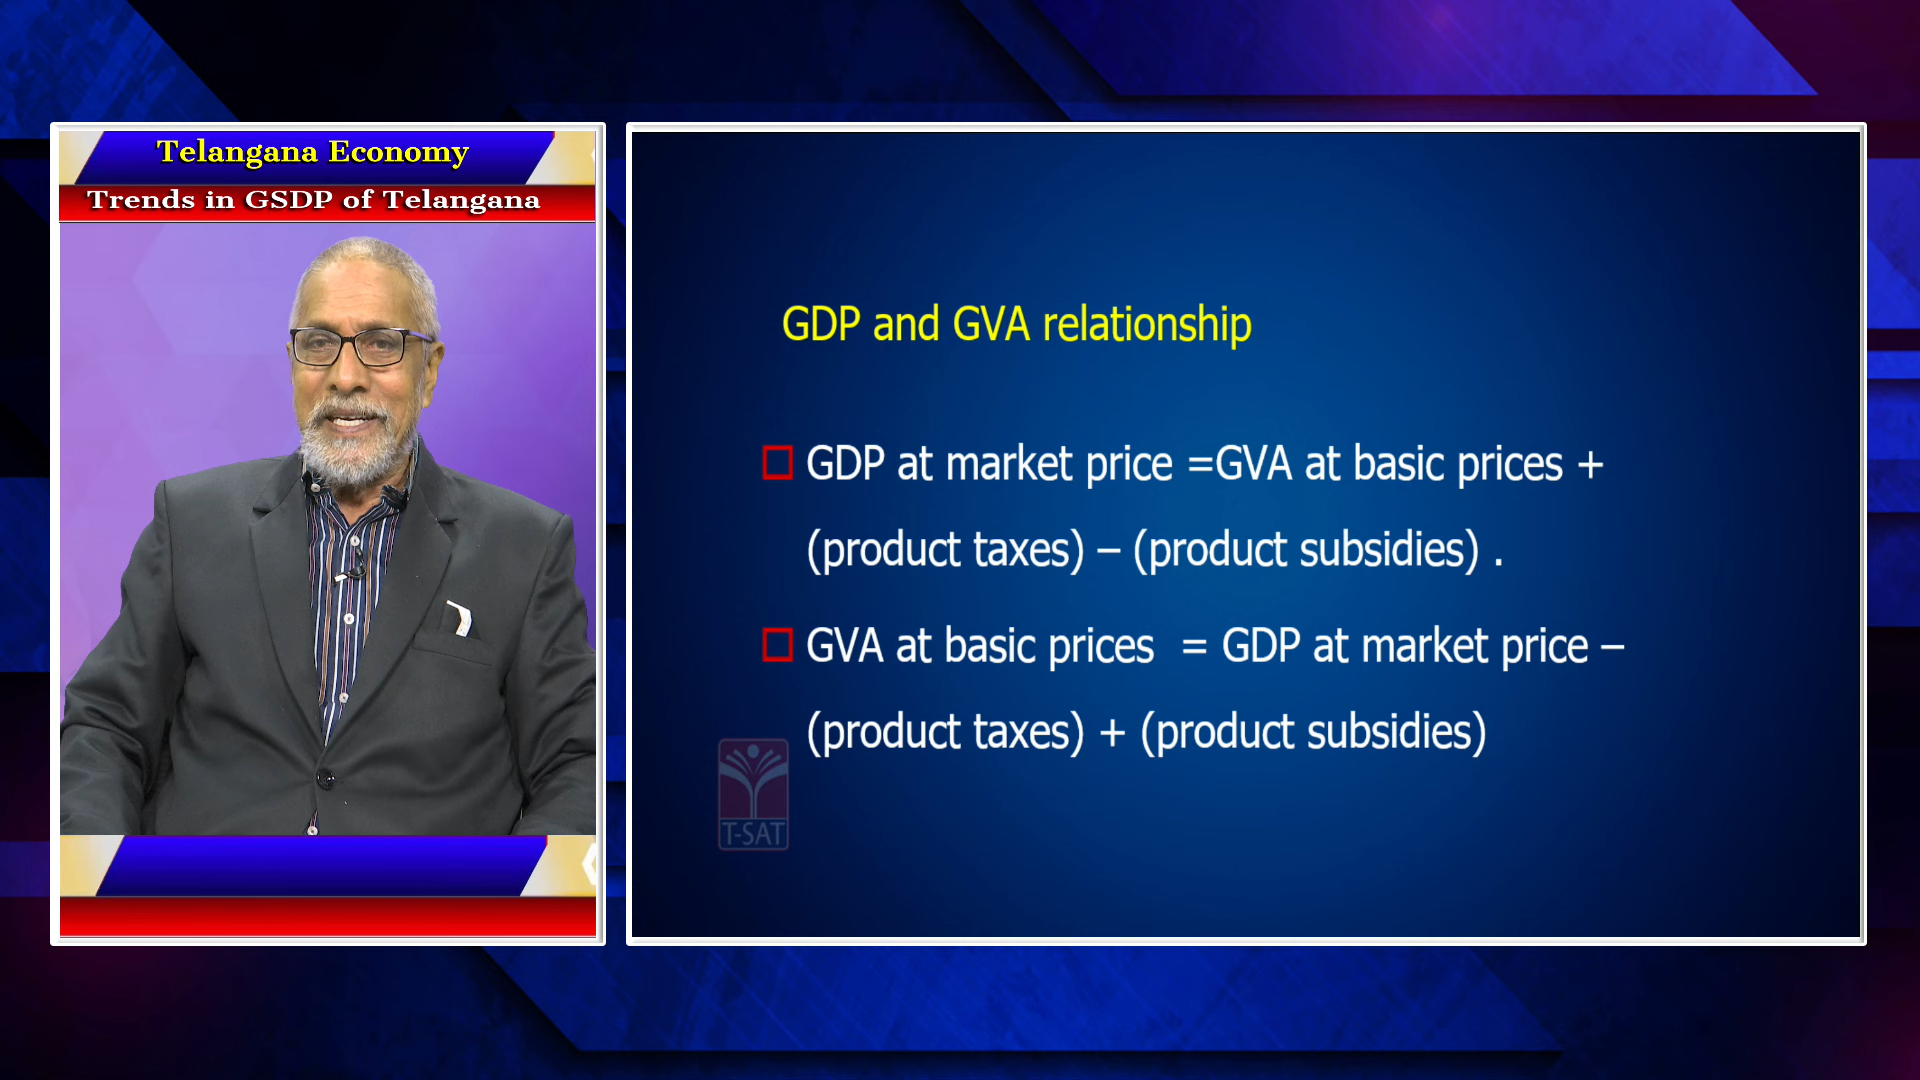 Telangana Economy
Trends in GSDP of Telangana
GDP and GVA relationship
GDP at market price =GVA at basic prices +
(product taxes) – (product subsidies) .
GVA at basic prices = GDP at market price –
(product taxes) + (product subsidies)
T-SAT